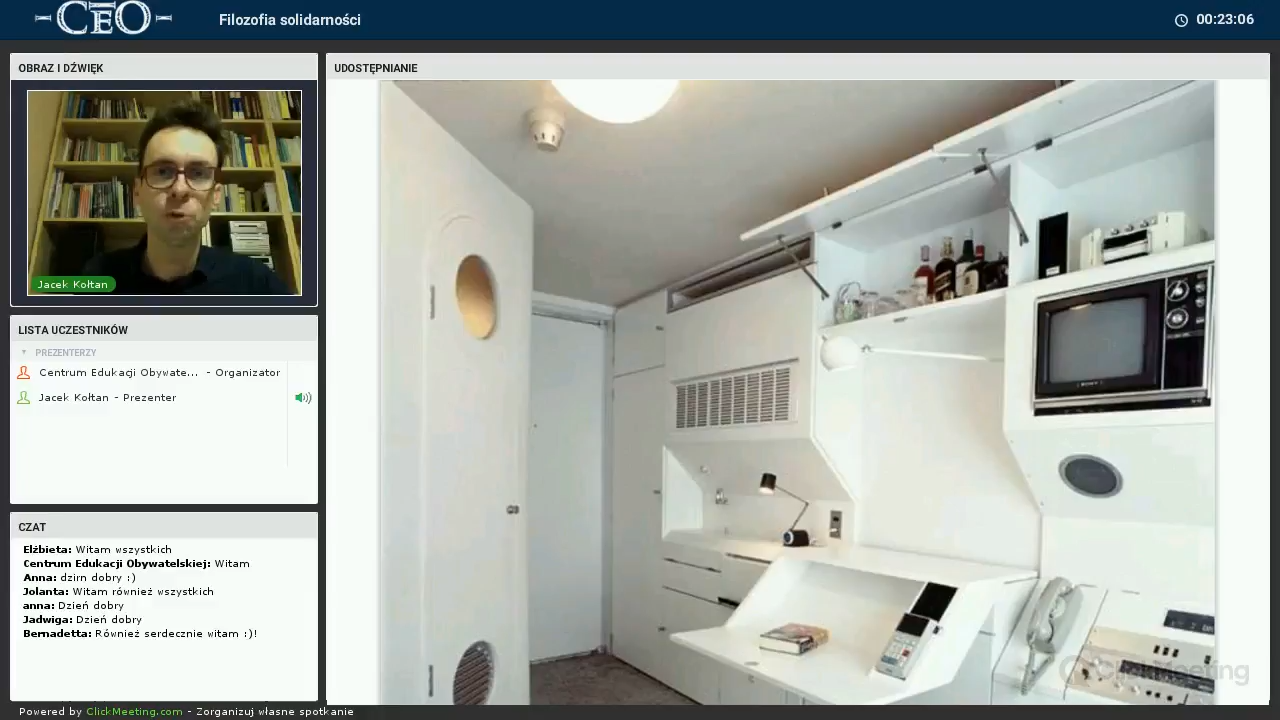 CEO
Filozofia solidarności
00:23:06
OBRAZ I DŹWIĘK
UDOSTĘPNIANIE
Jacek Kołtan
LISTA UCZESTNIKÓW
PREZENTERZY
Centrum Edukacji Obywate... - Organizator
Jacek Kołtan - Prezenter
CZAT
Elżbieta: Witam wszystkich
Centrum Edukacji Obywatelskiej: Witam
Anna: dzirn dobry :)
Jolanta: Witam również wszystkich
anna: Dzień dobry
Jadwiga: Dzień dobry
Bernadetta: Również serdecznie witam :)!
ClickMeeting
Powered by ClickMeeting.com - Zorganizuj własne spotkanie